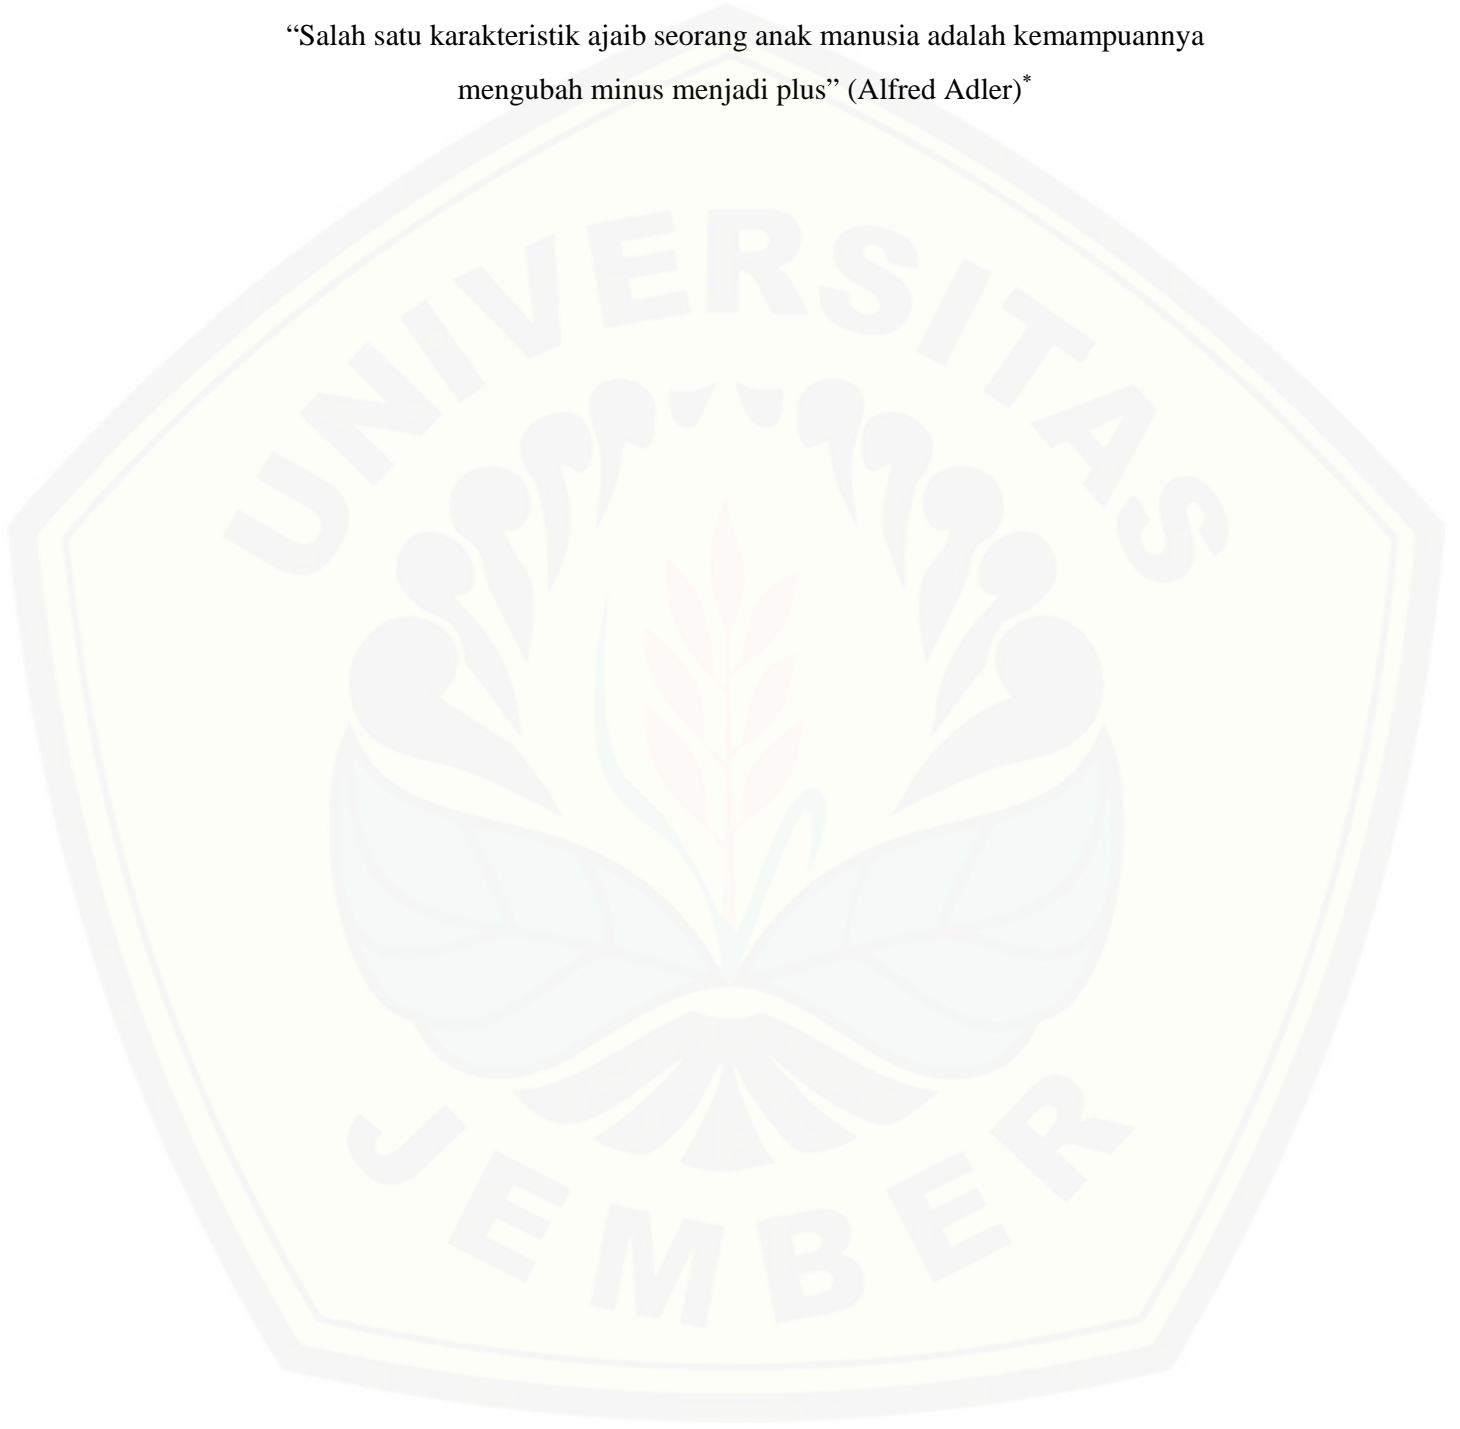 “Salah satu karakteristik ajaib seorang anak manusia adalah kemampuannya
mengubah minus menjadi plus” (Alfred Adler)*
UNIVERSITAS
JEMBER